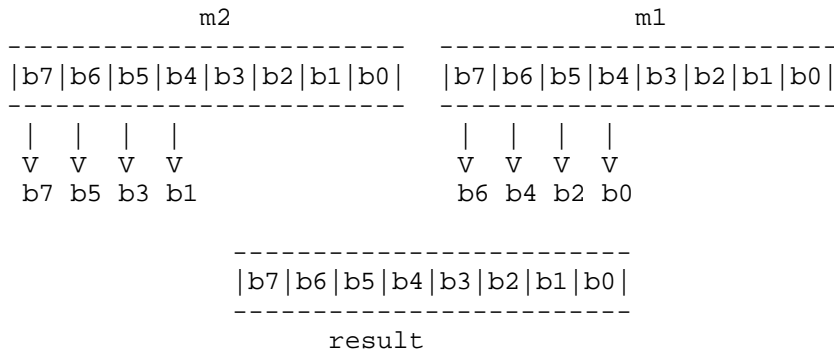 m2 m1
-------------------------  -------------------------
|b7|b6|b5|b4|b3|b2|b1|b0|  |b7|b6|b5|b4|b3|b2|b1|b0|
-------------------------  -------------------------
|  |  |  |                 |  |  |  |
V  V  V  V                 V  V  V  V
b7 b5 b3 b1                b6 b4 b2 b0
-------------------------
|b7|b6|b5|b4|b3|b2|b1|b0|
-------------------------
result